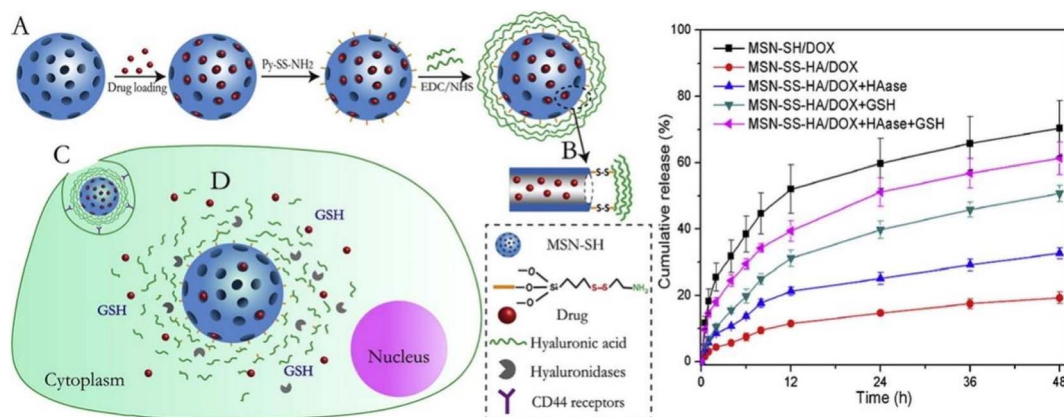 A
Drug loading
Py-SS-NH2
EDC/NHS
B
S-S
S-S
C
D
GSH
GSH
GSH
GSH
Cytoplasm
Nucleus
MSN-SH
O
O
Si
S-S
NH2
O
Drug
Hyaluronic acid
Hyaluronidases
CD44 receptors
Cumulative release (%)
100
80
60
40
20
0
MSN-SH/DOX
MSN-SS-HA/DOX
MSN-SS-HA/DOX+HAase
MSN-SS-HA/DOX+GSH
MSN-SS-HA/DOX+HAase+GSH
0
12
24
36
48
Time (h)